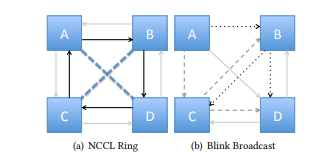 A B A B
C D C D
(a) NCCL Ring (b) Blink Broadcast